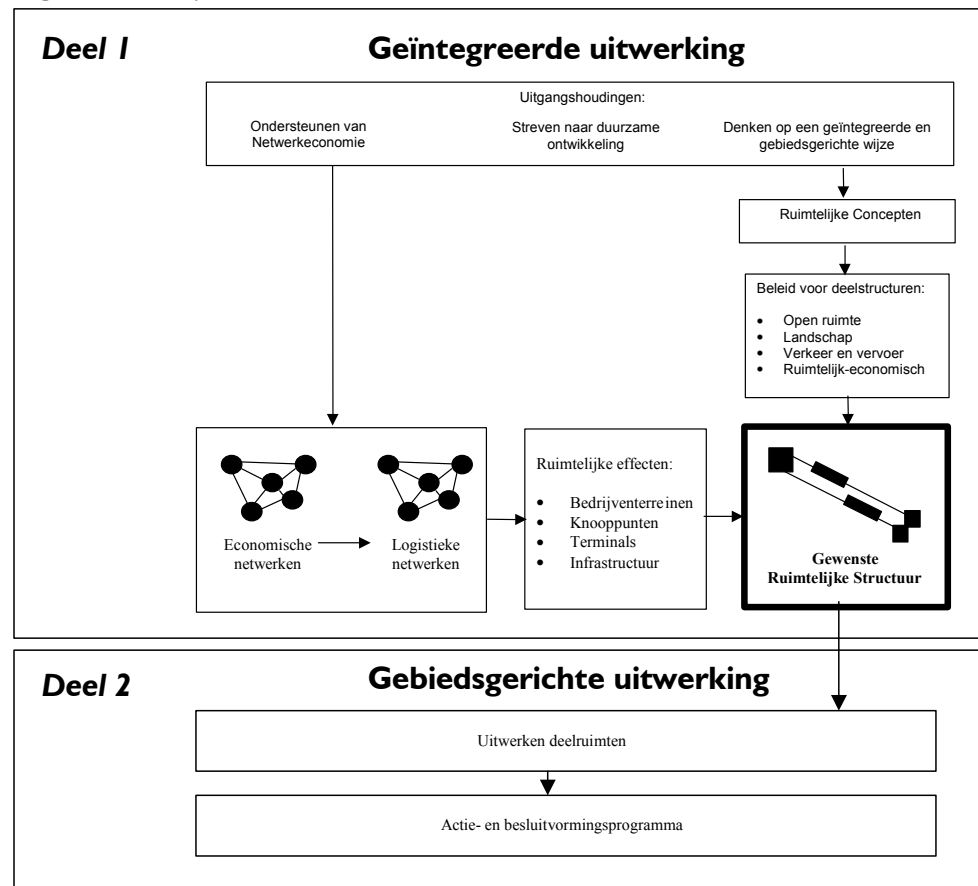 Deel 1
Geïntegreerde uitwerking
Uitgangshoudingen:
Ondersteunen van
Netwerkeconomie
Streven naar duurzame
ontwikkeling
Denken op een geïntegreerde en
gebiedsgerichte wijze
Ruimtelijke Concepten
Beleid voor deelstructuren:
• Open ruimte
• Landschap
• Verkeer en vervoer
• Ruimtelijk-economisch
Economische
netwerken
Logistieke
netwerken
Ruimtelijke effecten:
• Bedrijventerreinen
• Knooppunten
• Terminals
• Infrastructuur
Gewenste
Ruimtelijke Structuur
Deel 2
Gebiedsgerichte uitwerking
Uitwerken deelruimten
Actie- en besluitvormingsprogramma